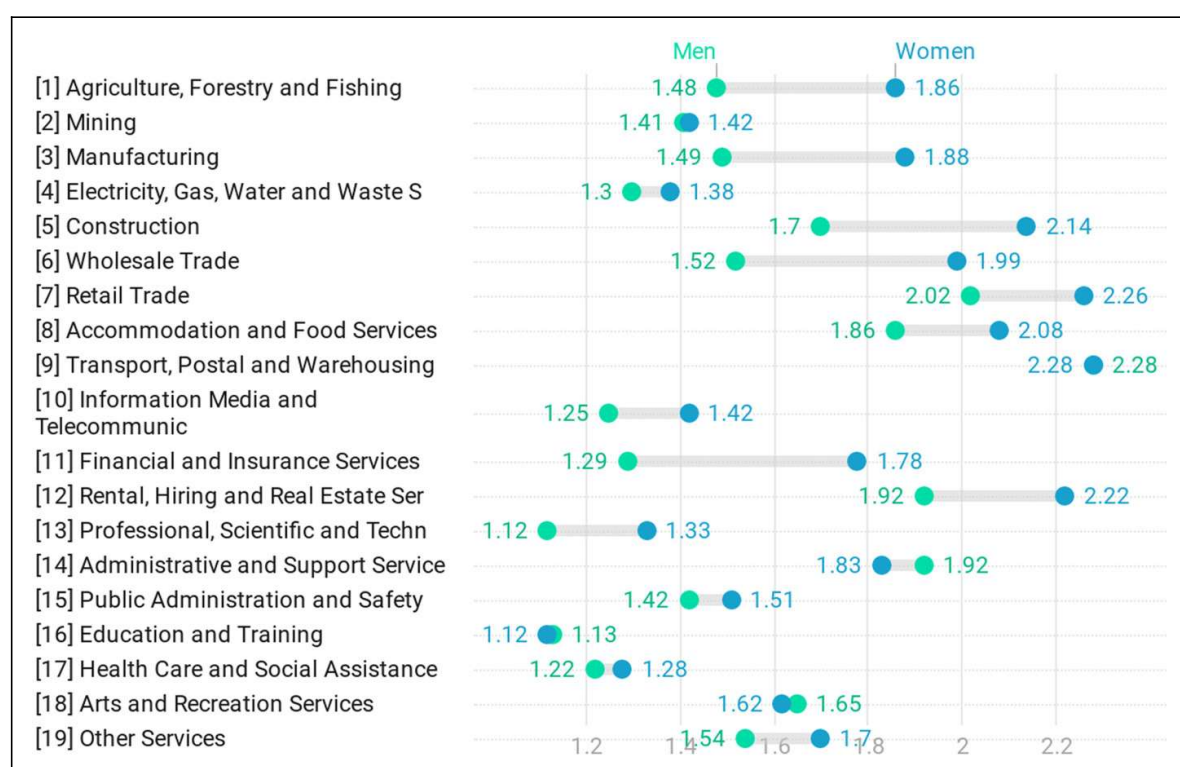 Men Women
[1] Agriculture, Forestry and Fishing 1.48 1.86
[2] Mining 1.41 1.42
[3] Manufacturing 1.49 1.88
[4] Electricity, Gas, Water and Waste S 1.3 1.38
[5] Construction 1.7 2.14
[6] Wholesale Trade 1.52 1.99
[7] Retail Trade 2.02 2.26
[8] Accommodation and Food Services 1.86 2.08
[9] Transport, Postal and Warehousing 2.28 2.28
[10] Information Media and
Telecommunic 1.25 1.42
[11] Financial and Insurance Services 1.29 1.78
[12] Rental, Hiring and Real Estate Ser 1.92 2.22
[13] Professional, Scientific and Techn 1.12 1.33
[14] Administrative and Support Service 1.83 1.92
[15] Public Administration and Safety 1.42 1.51
[16] Education and Training 1.12 1.13
[17] Health Care and Social Assistance 1.22 1.28
[18] Arts and Recreation Services 1.62 1.65
[19] Other Services 1.54 1.7
1.2 1.4 1.6 1.8 2 2.2